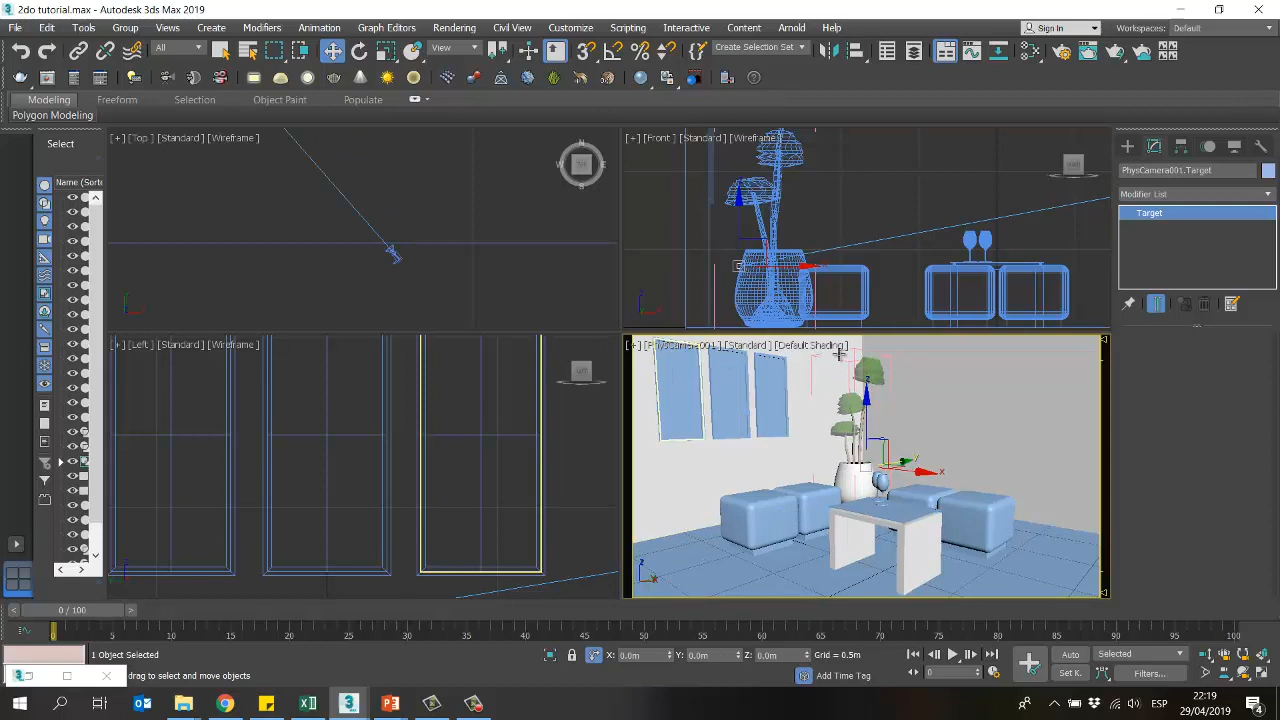 2do tutorial.max - Autodesk 3ds Max 2019
File Edit Tools Group Views Create Modifiers Animation Graph Editors Rendering Civil View Customize Scripting Interactive Content Arnold Help
Sign In Workspaces: Default
All View Create Selection Set
Modeling Freeform Selection Object Paint Populate
Polygon Modeling
Select
Name (Sorte
[+] [Top ] [Standard ] [Wireframe ]
[+] [Front ] [Standard ] [Wireframe ]
N
W E
S
PhysCamera001.Target
Modifier List
Target
[+] [Left ] [Standard ] [Wireframe ]
[+] [PhysCamera001 ] [Standard ] [Default Shading ]
z
x
0 / 100
0 5 10 15 20 25 30 35 40 45 50 55 60 65 70 75 80 85 90 95 100
1 Object Selected
X: 0.0m Y: 0.0m Z: 0.0m Grid = 0.5m
drag to select and move objects
Add Time Tag
0
Auto Selected
Set K. Filters...
ESP
22:19
29/04/2019
4